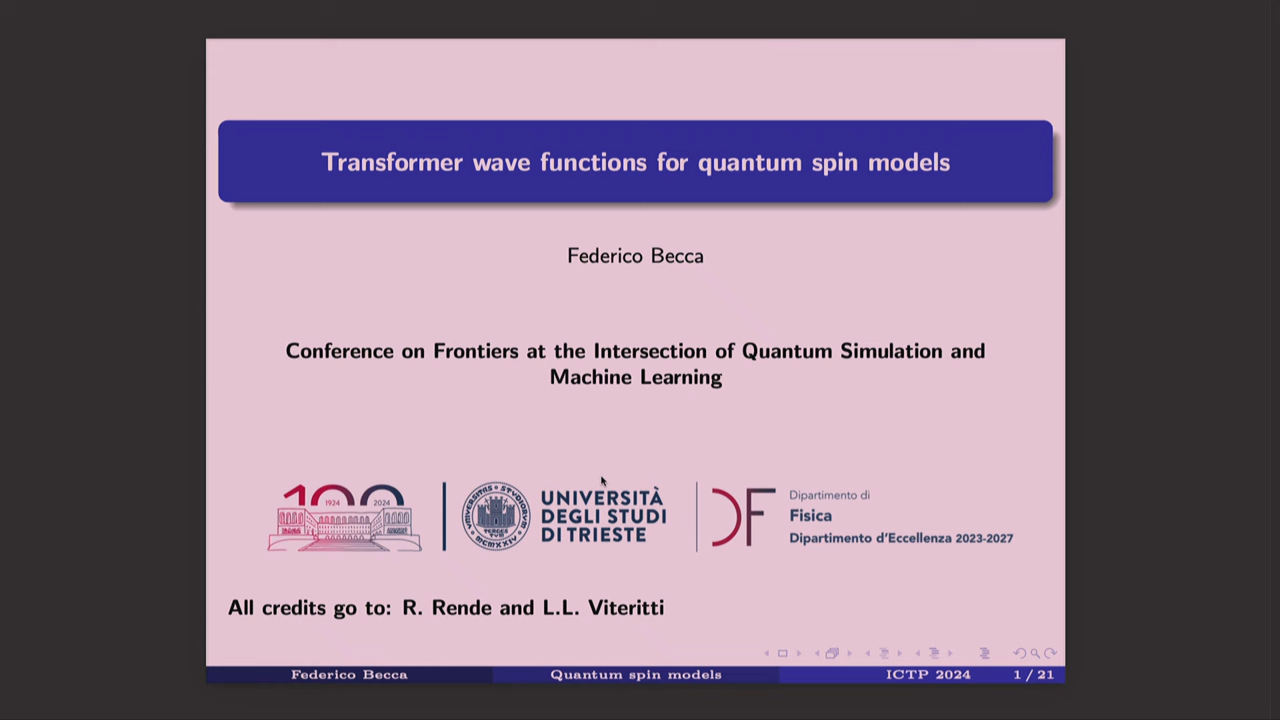 Transformer wave functions for quantum spin models
Federico Becca
Conference on Frontiers at the Intersection of Quantum Simulation and
Machine Learning
1924 2024
UNIVERSITÀ
DEGLI STUDI
DI TRIESTE
Dipartimento di
Fisica
Dipartimento d'Eccellenza 2023-2027
All credits go to: R. Rende and L.L. Viteritti
Federico Becca Quantum spin models ICTP 2024 1 / 21